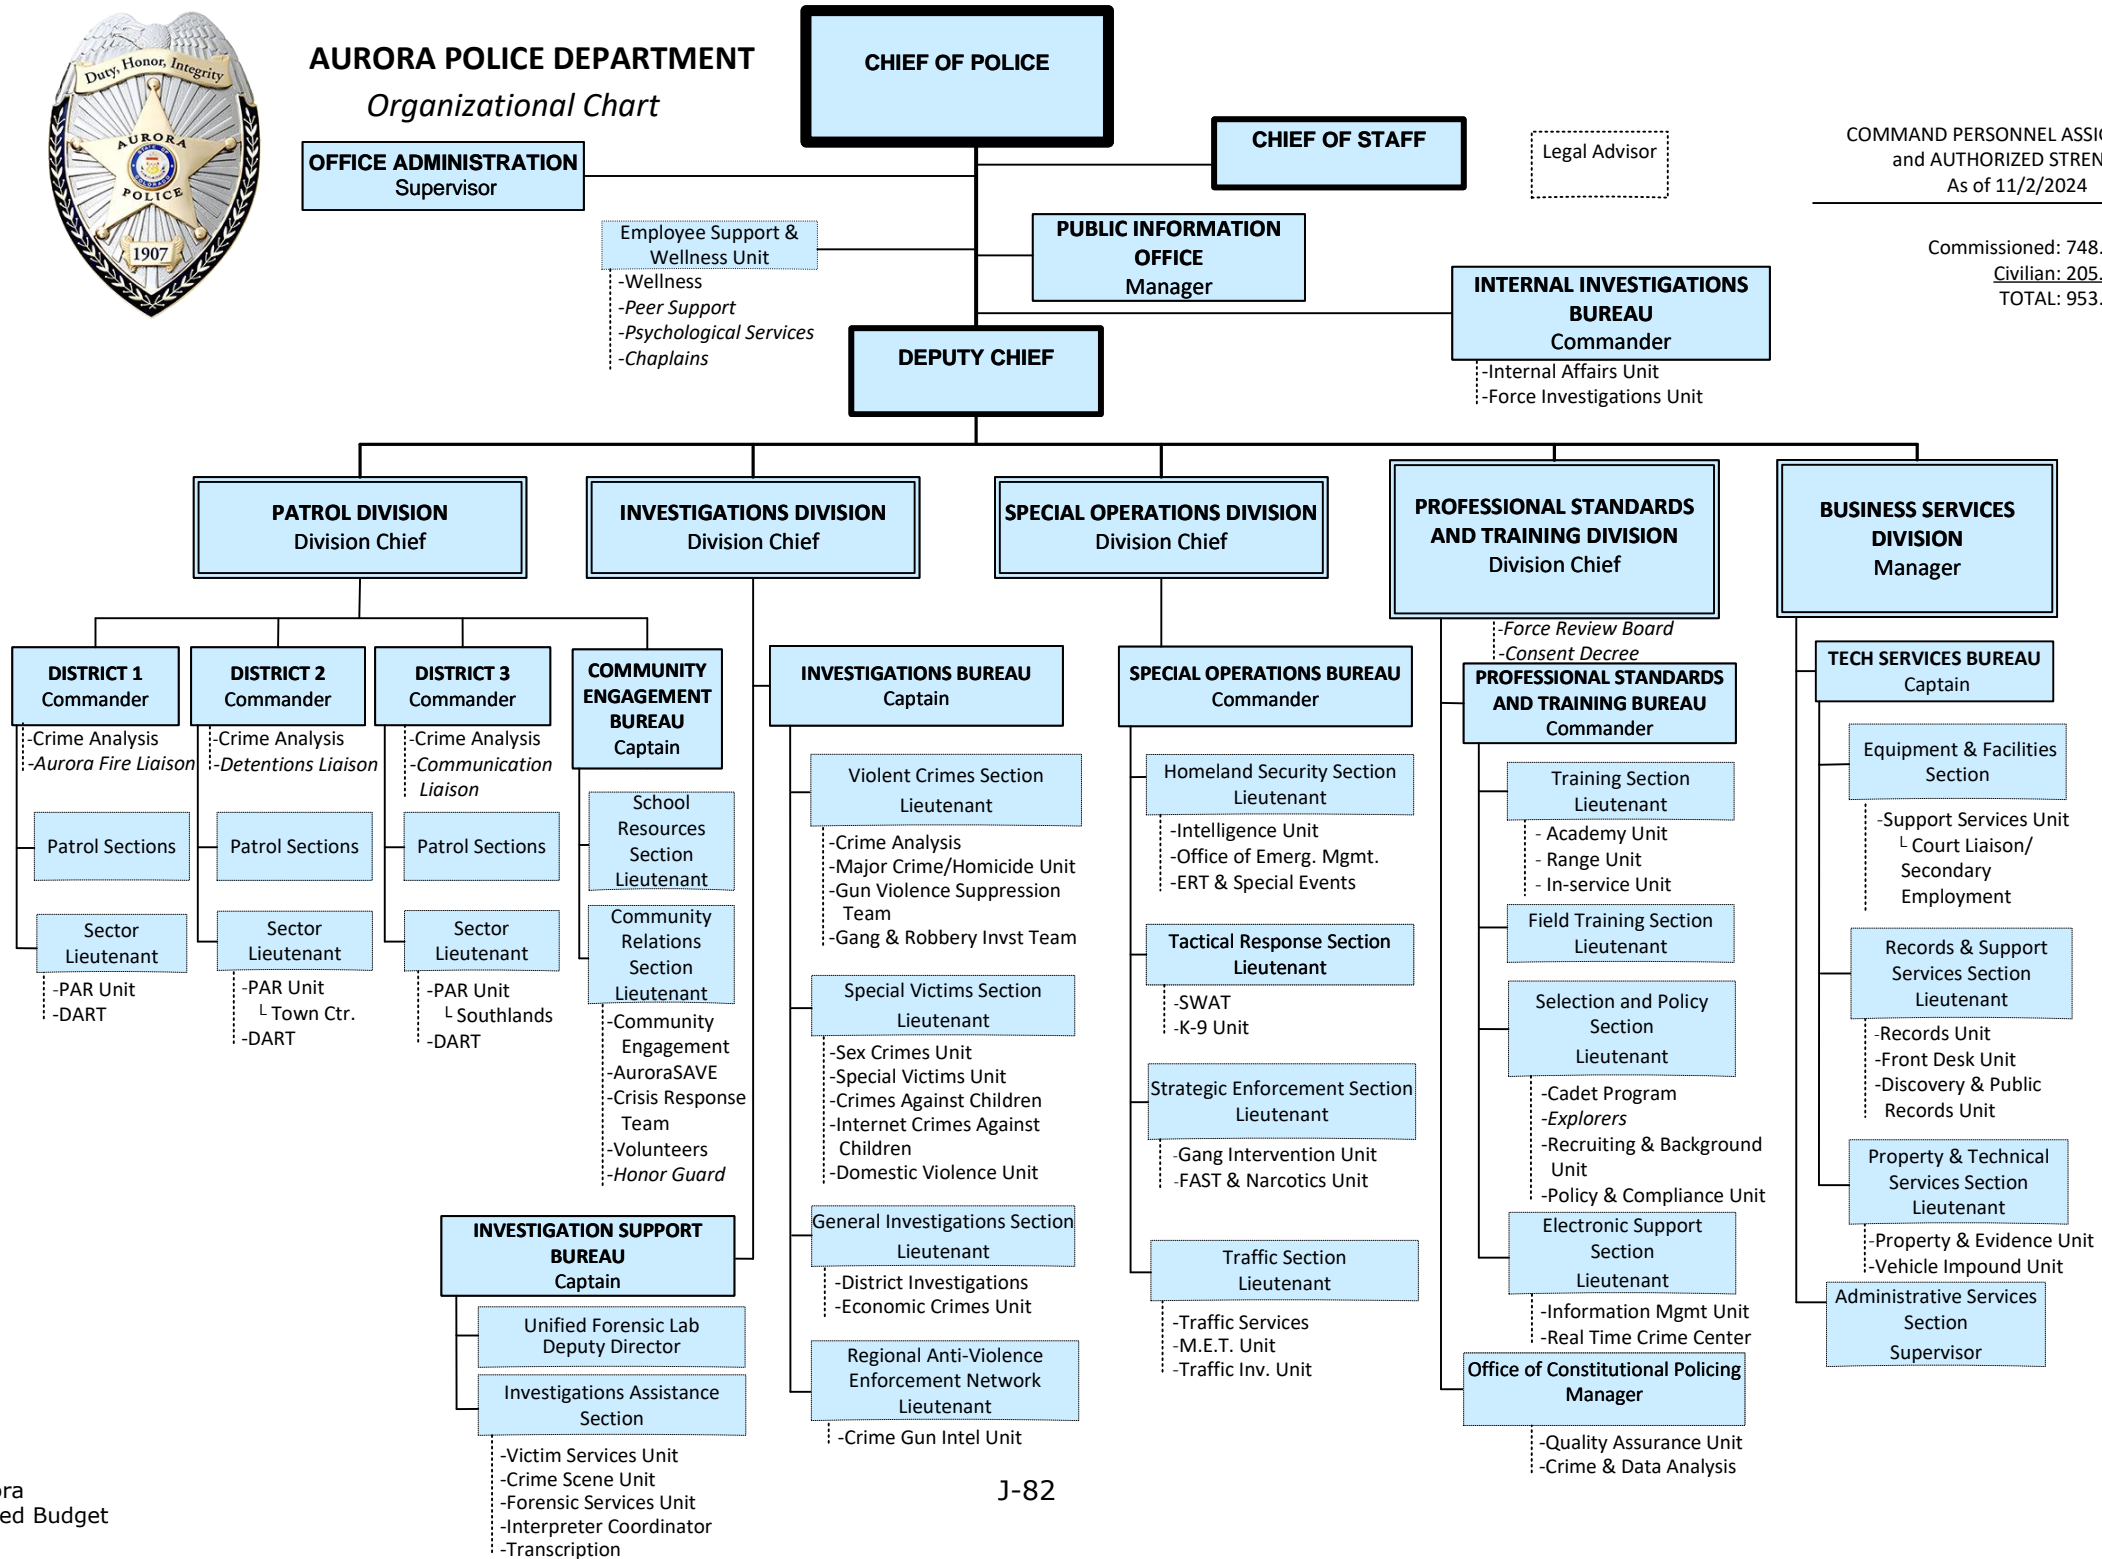 Duty, Honor, Integrity
AURORA
POLICE
1907
AURORA POLICE DEPARTMENT
Organizational Chart
CHIEF OF POLICE
CHIEF OF STAFF
OFFICE ADMINISTRATION
Supervisor
Legal Advisor
COMMAND PERSONNEL
and AUTHORIZED
As of 11/2/2024
Commissioned: 748.
Civilian: 205.
TOTAL: 953.
Employee Support &
Wellness Unit
-Wellness
-Peer Support
-Psychological Services
-Chaplains
PUBLIC INFORMATION
OFFICE
Manager
INTERNAL INVESTIGATIONS
BUREAU
Commander
-Internal Affairs Unit
-Force Investigations Unit
DEPUTY CHIEF
PATROL DIVISION
Division Chief
INVESTIGATIONS DIVISION
Division Chief
SPECIAL OPERATIONS DIVISION
Division Chief
PROFESSIONAL STANDARDS
AND TRAINING DIVISION
Division Chief
-Force Review Board
-Consent Decree
BUSINESS SERVICES
DIVISION
Manager
DISTRICT 1
Commander
-Crime Analysis
-Aurora Fire Liaison
Patrol Sections
Sector
Lieutenant
-PAR Unit
-DART
DISTRICT 2
Commander
-Crime Analysis
-Detentions Liaison
Patrol Sections
Sector
Lieutenant
-PAR Unit
└ Town Ctr.
-DART
DISTRICT 3
Commander
-Crime Analysis
-Communication
Liaison
Patrol Sections
Sector
Lieutenant
-PAR Unit
└ Southlands
-DART
COMMUNITY
ENGAGEMENT
BUREAU
Captain
School
Resources
Section
Lieutenant
Community
Relations
Section
Lieutenant
-Community
Engagement
-AuroraSAVE
-Crisis Response
Team
-Volunteers
-Honor Guard
INVESTIGATION SUPPORT
BUREAU
Captain
Unified Forensic Lab
Deputy Director
Investigations Assistance
Section
-Victim Services Unit
-Crime Scene Unit
-Forensic Services Unit
-Interpreter Coordinator
-Transcription
INVESTIGATIONS BUREAU
Captain
Violent Crimes Section
Lieutenant
-Crime Analysis
-Major Crime/Homicide Unit
-Gun Violence Suppression
Team
-Gang & Robbery Invst Team
Special Victims Section
Lieutenant
-Sex Crimes Unit
-Special Victims Unit
-Crimes Against Children
-Internet Crimes Against
Children
-Domestic Violence Unit
General Investigations Section
Lieutenant
-District Investigations
-Economic Crimes Unit
Regional Anti-Violence
Enforcement Network
Lieutenant
-Crime Gun Intel Unit
SPECIAL OPERATIONS BUREAU
Commander
Homeland Security Section
Lieutenant
-Intelligence Unit
-Office of Emerg. Mgmt.
-ERT & Special Events
Tactical Response Section
Lieutenant
-SWAT
-K-9 Unit
Strategic Enforcement Section
Lieutenant
-Gang Intervention Unit
-FAST & Narcotics Unit
Traffic Section
Lieutenant
-Traffic Services
-M.E.T. Unit
-Traffic Inv. Unit
PROFESSIONAL STANDARDS
AND TRAINING BUREAU
Commander
Training Section
Lieutenant
- Academy Unit
- Range Unit
- In-service Unit
Field Training Section
Lieutenant
Selection and Policy
Section
Lieutenant
-Cadet Program
-Explorers
-Recruiting & Background
Unit
-Policy & Compliance Unit
Electronic Support
Section
Lieutenant
-Information Mgmt Unit
-Real Time Crime Center
Office of Constitutional Policing
Manager
-Quality Assurance Unit
-Crime & Data Analysis
TECH SERVICES BUREAU
Captain
Equipment & Facilities
Section
-Support Services Unit
└ Court Liaison/
Secondary
Employment
Records & Support
Services Section
Lieutenant
-Records Unit
-Front Desk Unit
-Discovery & Public
Records Unit
Property & Technical
Services Section
Lieutenant
-Property & Evidence Unit
-Vehicle Impound Unit
Administrative Services
Section
Supervisor
Budget
J-82